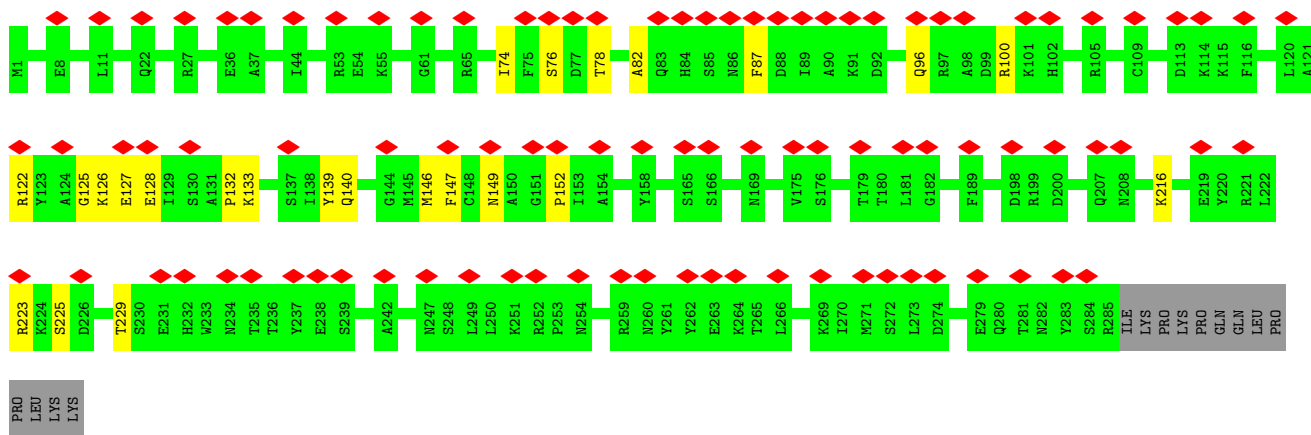 M1 E8 L11 Q22 R27 E36 A37 I44 R53 E54 K55 G61 R65 I74 F75 S76 D77 T78 A82 Q83 H84 S85 N86 F87 D88 I89 A90 K91 D92 Q96 R97 A98 D99 R100 K101 H102 R105 C109 D113 K114 K115 F116 L120 A121
R122 Y123 A124 G125 K126 E127 E128 I129 S130 A131 P132 K133 S137 I138 Y139 Q140 G144 M145 M146 F147 C148 N149 A150 G151 P152 I153 A154 Y158 S165 S166 N169 V175 S176 T179 T180 L181 G182 F189 D198 R199 D200 Q207 N208 K216 E219 Y220 R221 L222
R223 K224 S225 D226 T229 S230 E231 H232 W233 N234 T235 T236 Y237 E238 S239 A242 N247 S248 L249 L250 K251 R252 P253 N254 R259 N260 Y261 Y262 E263 K264 T265 L266 K269 I270 M271 S272 L273 D274 E279 Q280 T281 N282 Y283 S284 R285 ILE LYS PRO LYS PRO GLN GLN LEU PRO
PRO LEU LYS LYS